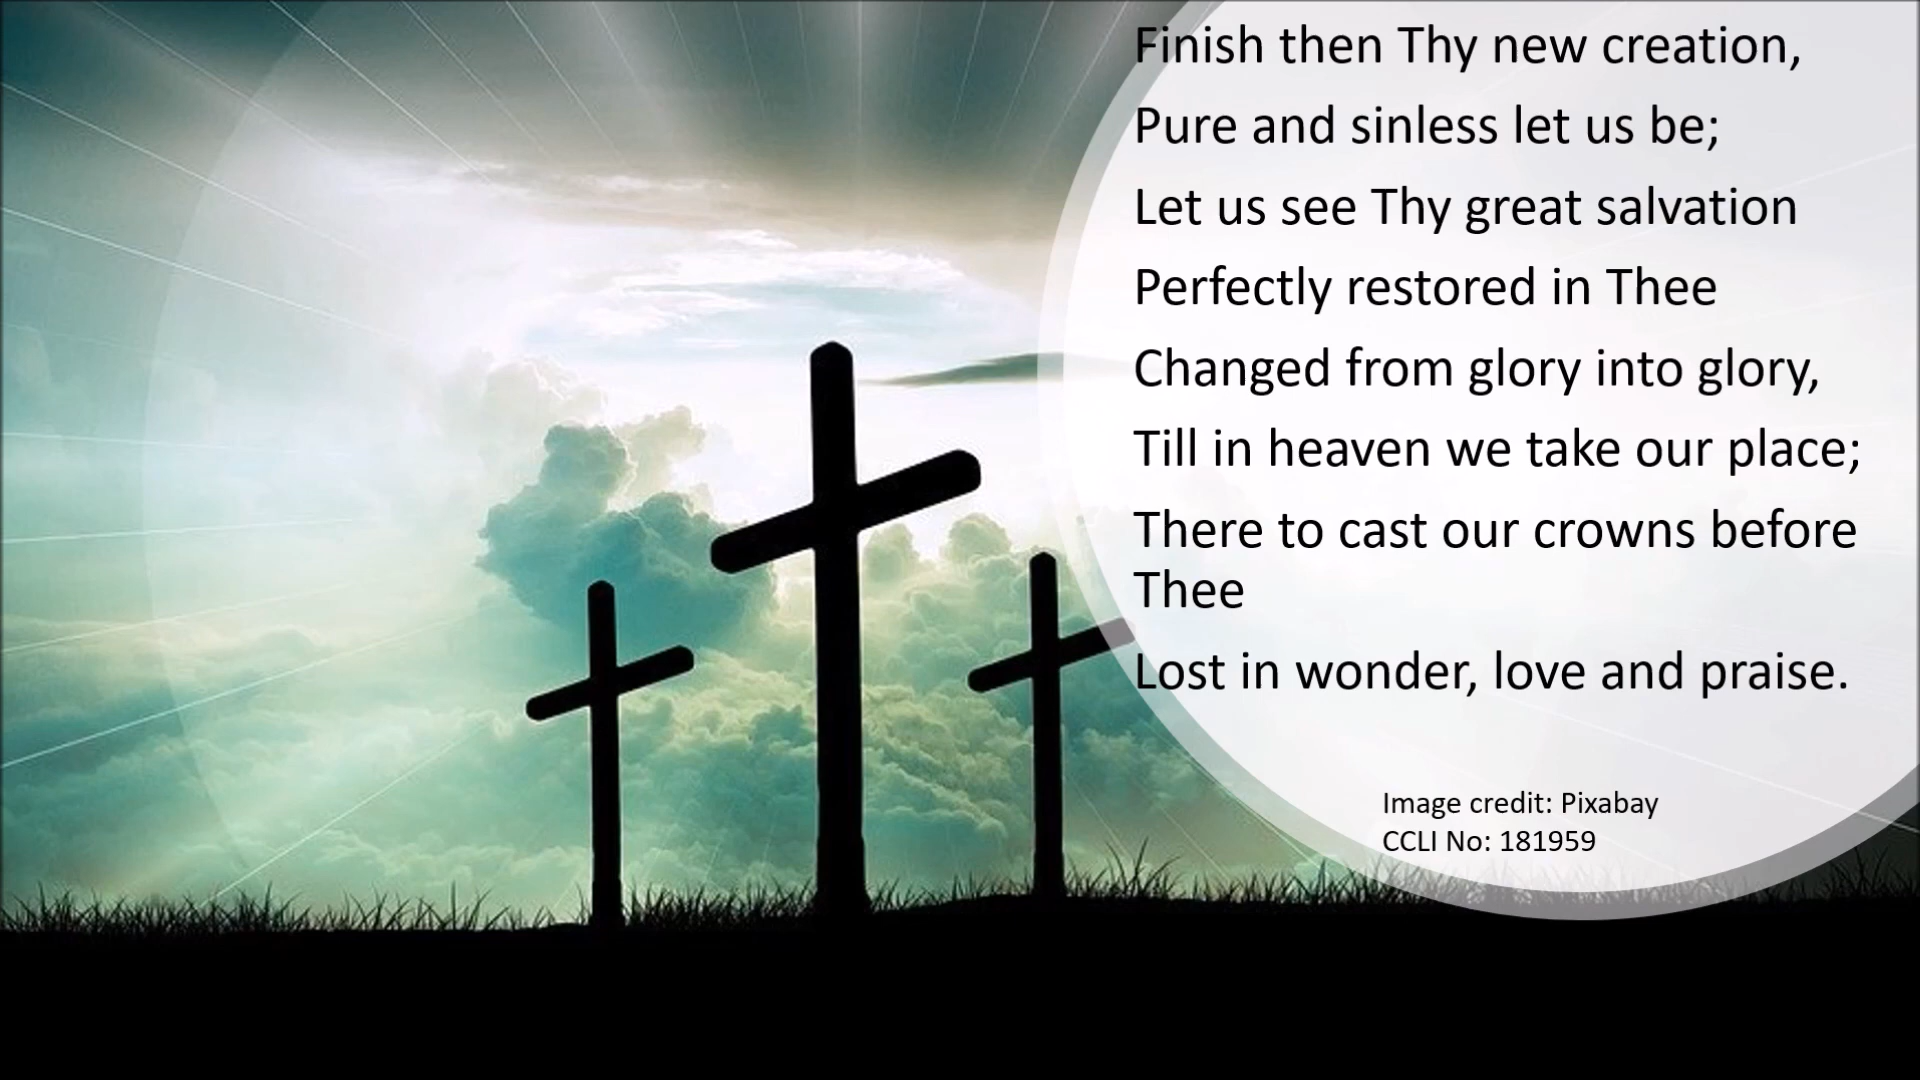 Finish then Thy new creation,
Pure and sinless let us be;
Let us see Thy great salvation
Perfectly restored in Thee
Changed from glory into glory,
Till in heaven we take our place;
There to cast our crowns before
Thee
Lost in wonder, love and praise.
Image credit: Pixabay
CCLI No: 181959